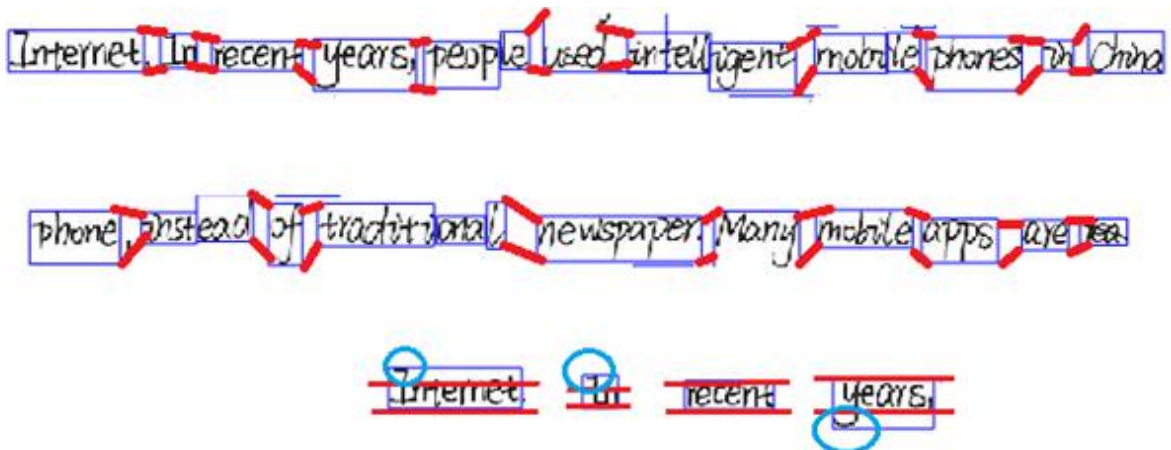 Internet. In recent years, people used intelligent mobile phones in China
phone, instead of traditional newspaper. Many mobile apps are rea
Internet. In recent years,